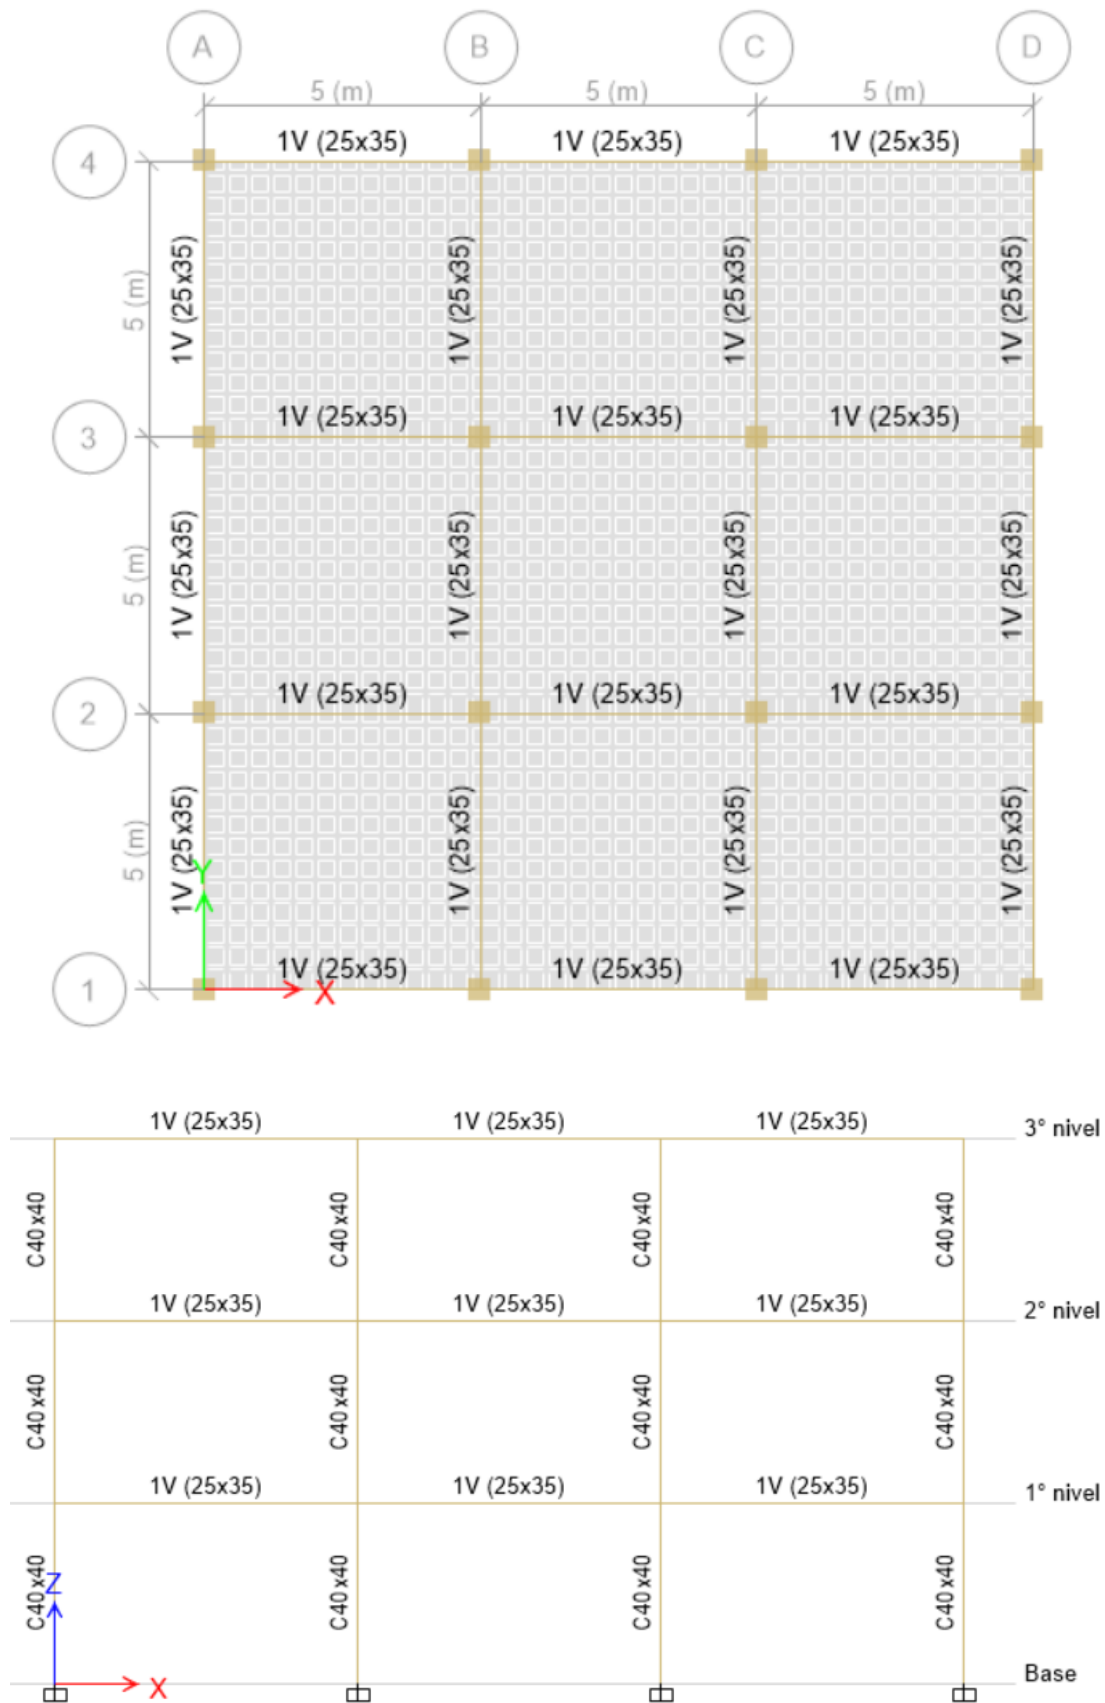 A B C D
5 (m) 5 (m) 5 (m)
1V (25x35) 1V (25x35) 1V (25x35)
4
1V (25x35) 1V (25x35) 1V (25x35) 1V (25x35)
5 (m)
1V (25x35) 1V (25x35) 1V (25x35)
3
1V (25x35) 1V (25x35) 1V (25x35) 1V (25x35)
5 (m)
1V (25x35) 1V (25x35) 1V (25x35)
2
1V (25x35) 1V (25x35) 1V (25x35) 1V (25x35)
5 (m)
Y
1V (25x35) 1V (25x35) 1V (25x35)
1
X
1V (25x35) 1V (25x35) 1V (25x35)
3° nivel
C40x40 C40x40 C40x40 C40x40
1V (25x35) 1V (25x35) 1V (25x35)
2° nivel
C40x40 C40x40 C40x40 C40x40
1V (25x35) 1V (25x35) 1V (25x35)
1° nivel
C40x40 C40x40 C40x40 C40x40
Z
Base
X